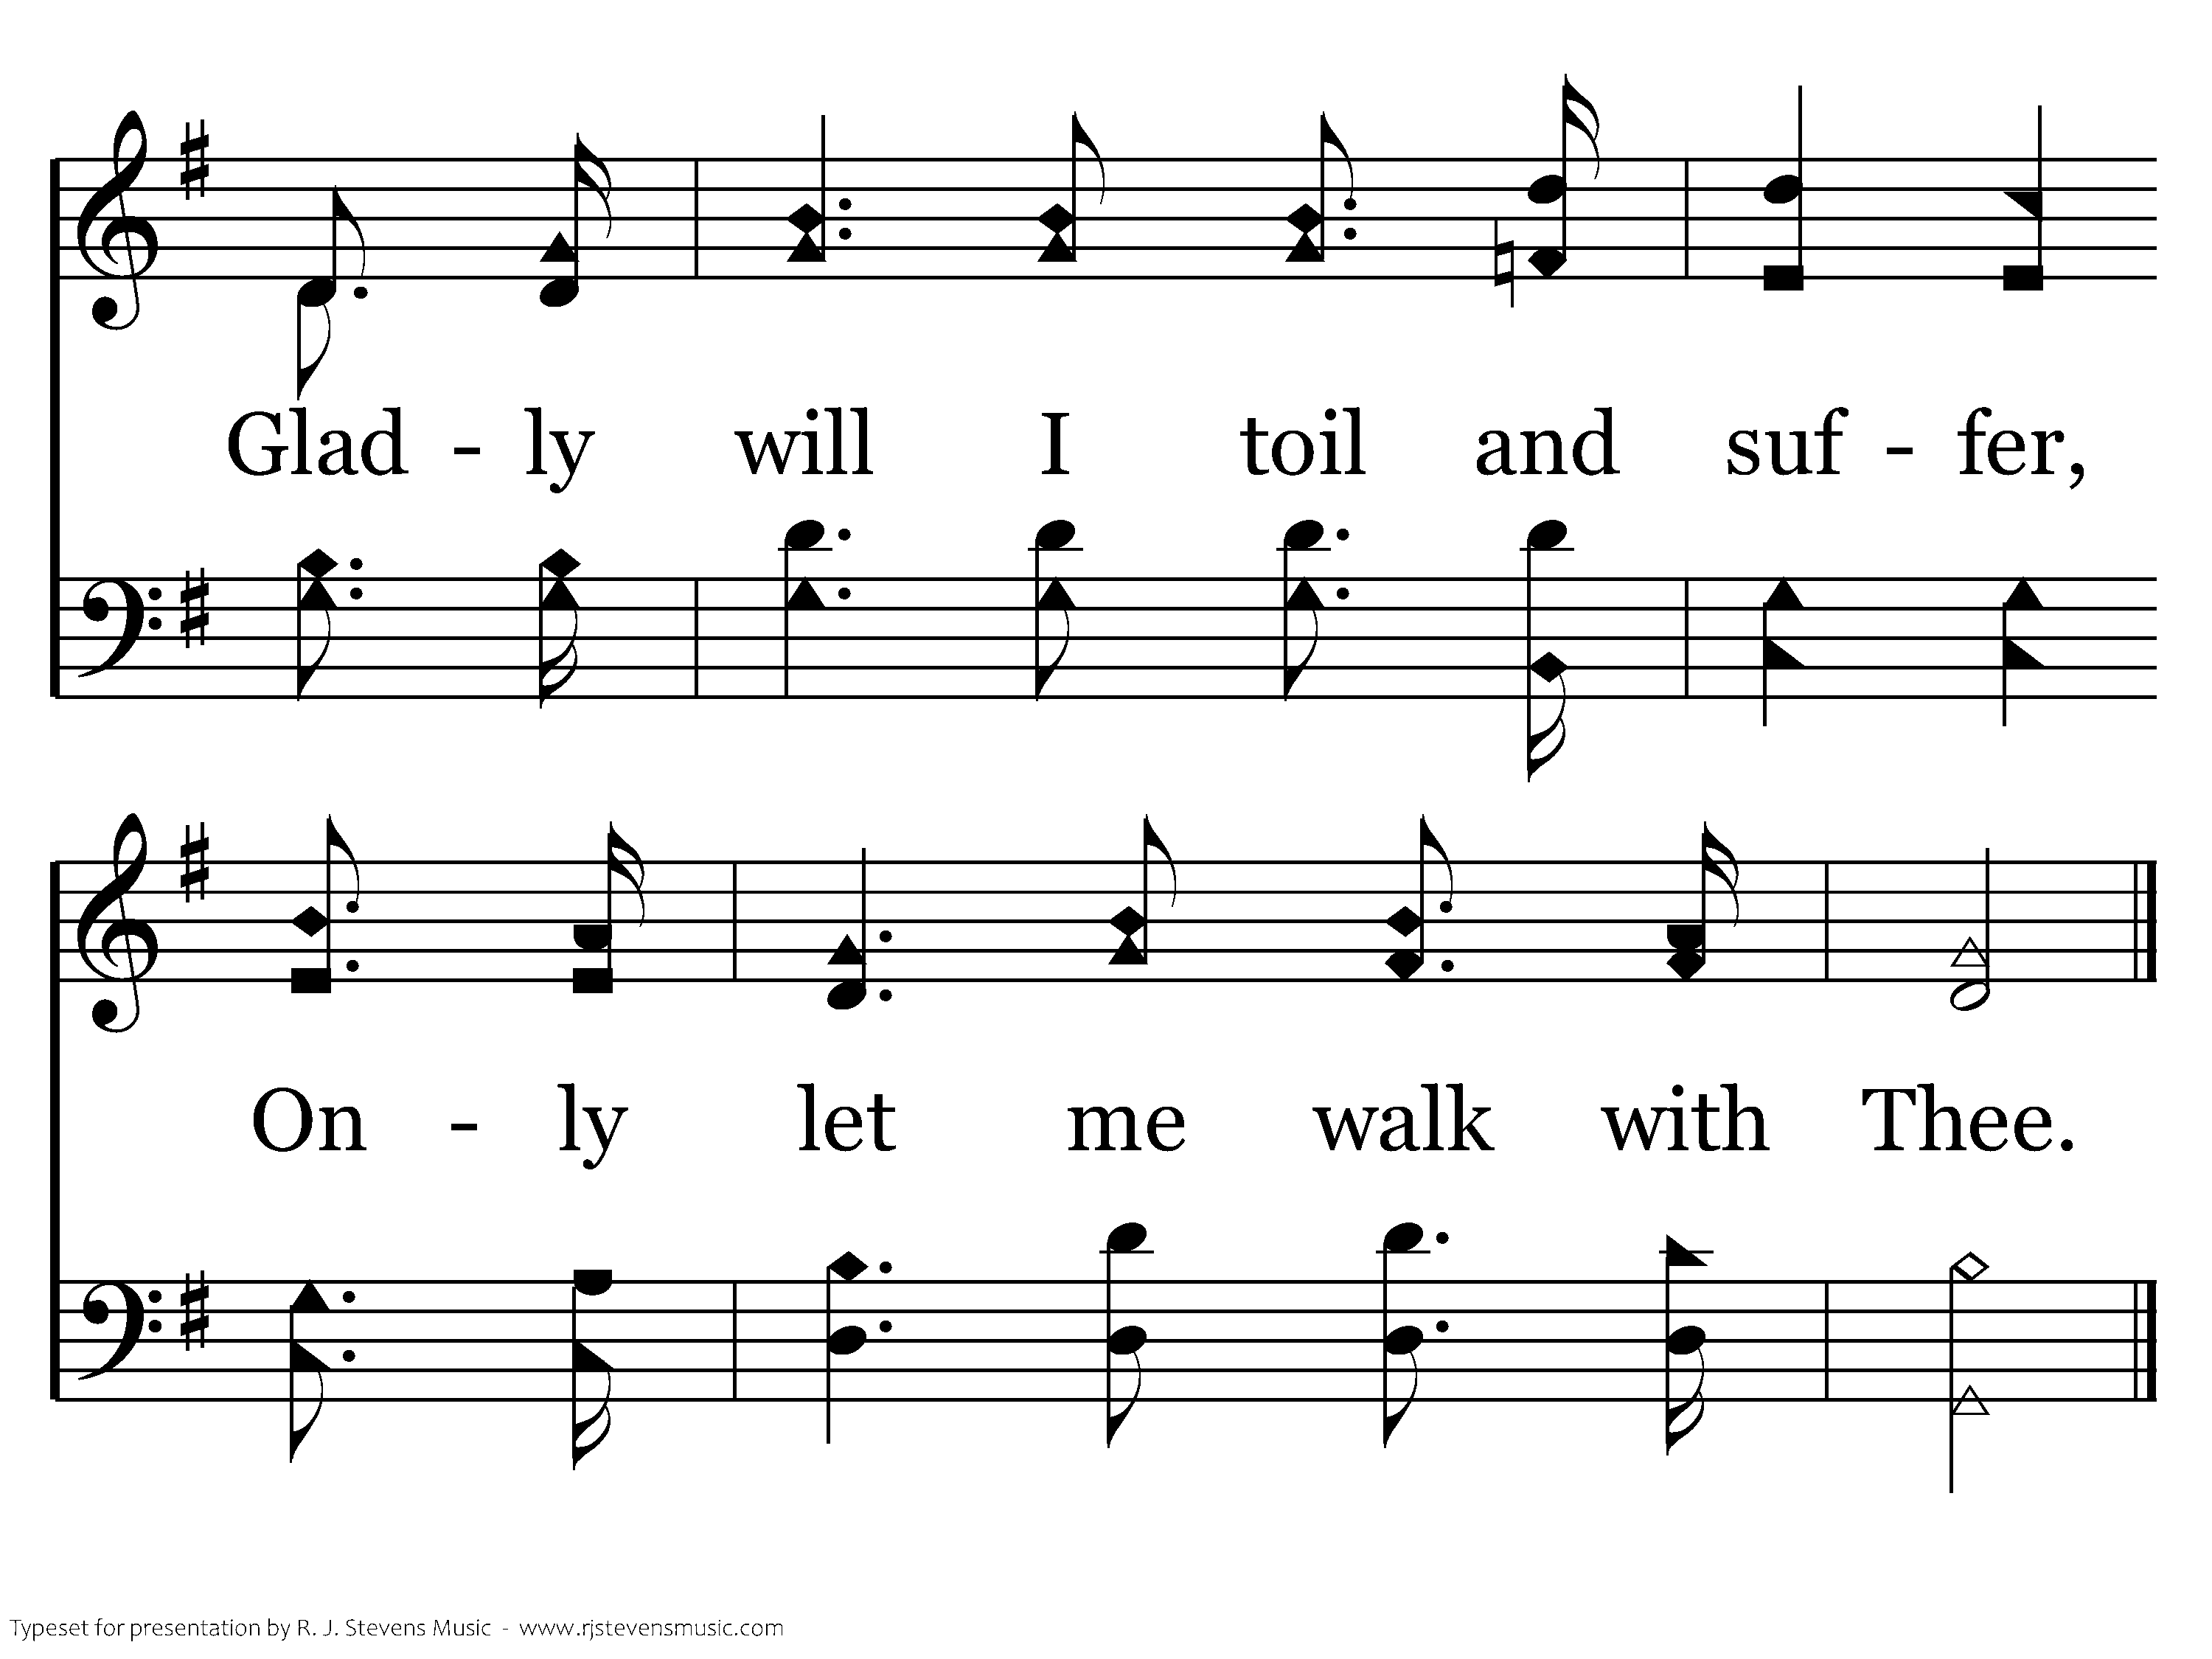 Glad - ly will I toil and suf - fer,
On - ly let me walk with Thee.
Typeset for presentation by R. J. Stevens Music - www.rjstevensmusic.com